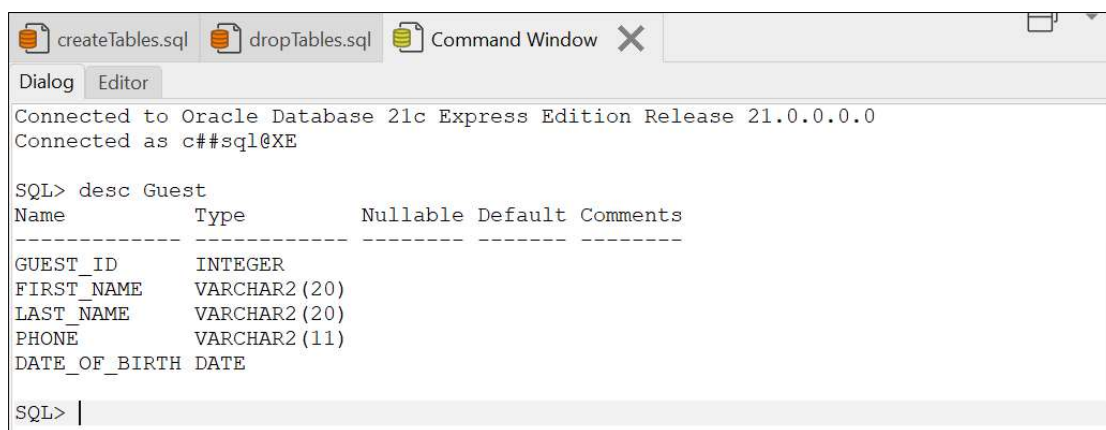 createTables.sql dropTables.sql Command Window
Dialog Editor
Connected to Oracle Database 21c Express Edition Release 21.0.0.0.0
Connected as c##sql@XE
SQL> desc Guest
Name          Type         Nullable Default Comments
------------- ------------ -------- ------- --------
GUEST_ID      INTEGER
FIRST_NAME    VARCHAR2(20)
LAST_NAME     VARCHAR2(20)
PHONE         VARCHAR2(11)
DATE_OF_BIRTH DATE
SQL>